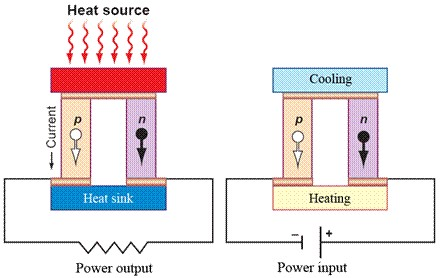 Heat source
Cooling
p
n
p
n
Current
Heat sink
Heating
− +
Power output
Power input